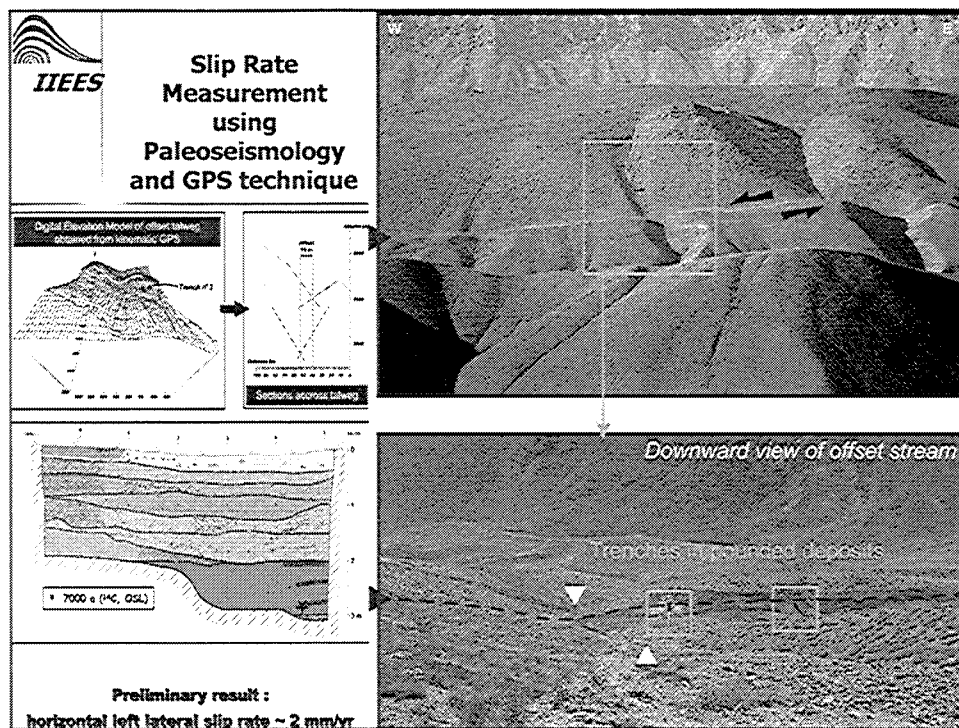 IIEES
Slip Rate
Measurement
using
Paleoseismology
and GPS technique
W
E
Digital Elevation Model of offset talweg
obtained from kinematic GPS
Trench n° 2
Sections accross talweg
7000 a (14C, OSL)
Preliminary result :
horizontal left lateral slip rate ~ 2 mm/yr
Downward view of offset stream
Trenches in pounded deposits